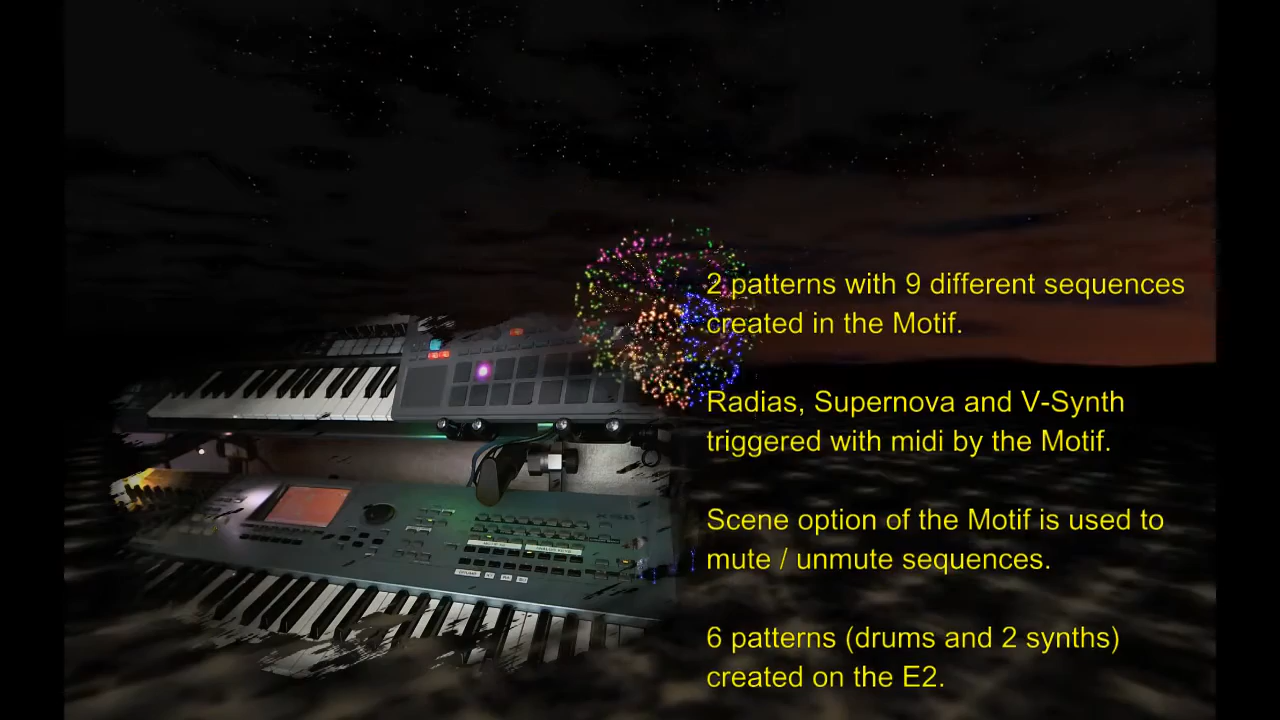 2 patterns with 9 different sequences
created in the Motif.
Radias, Supernova and V-Synth
triggered with midi by the Motif.
Scene option of the Motif is used to
mute / unmute sequences.
6 patterns (drums and 2 synths)
created on the E2.